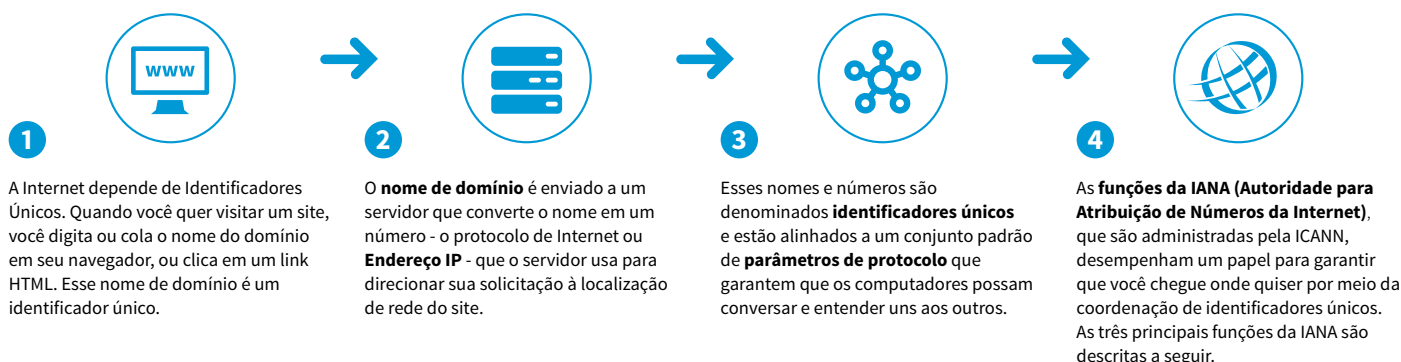 www
1
A Internet depende de Identificadores
Únicos. Quando você quer visitar um site,
você digita ou cola o nome do domínio
em seu navegador, ou clica em um link
HTML. Esse nome de domínio é um
identificador único.
2
O nome de domínio é enviado a um
servidor que converte o nome em um
número - o protocolo de Internet ou
Endereço IP - que o servidor usa para
direcionar sua solicitação à localização
de rede do site.
3
Esses nomes e números são
denominados identificadores únicos
e estão alinhados a um conjunto padrão
de parâmetros de protocolo que
garantem que os computadores possam
conversar e entender uns aos outros.
4
As funções da IANA (Autoridade para
Atribuição de Números da Internet),
que são administradas pela ICANN,
desempenham um papel para garantir
que você chegue onde quiser por meio da
coordenação de identificadores únicos.
As três principais funções da IANA são
descritas a seguir.